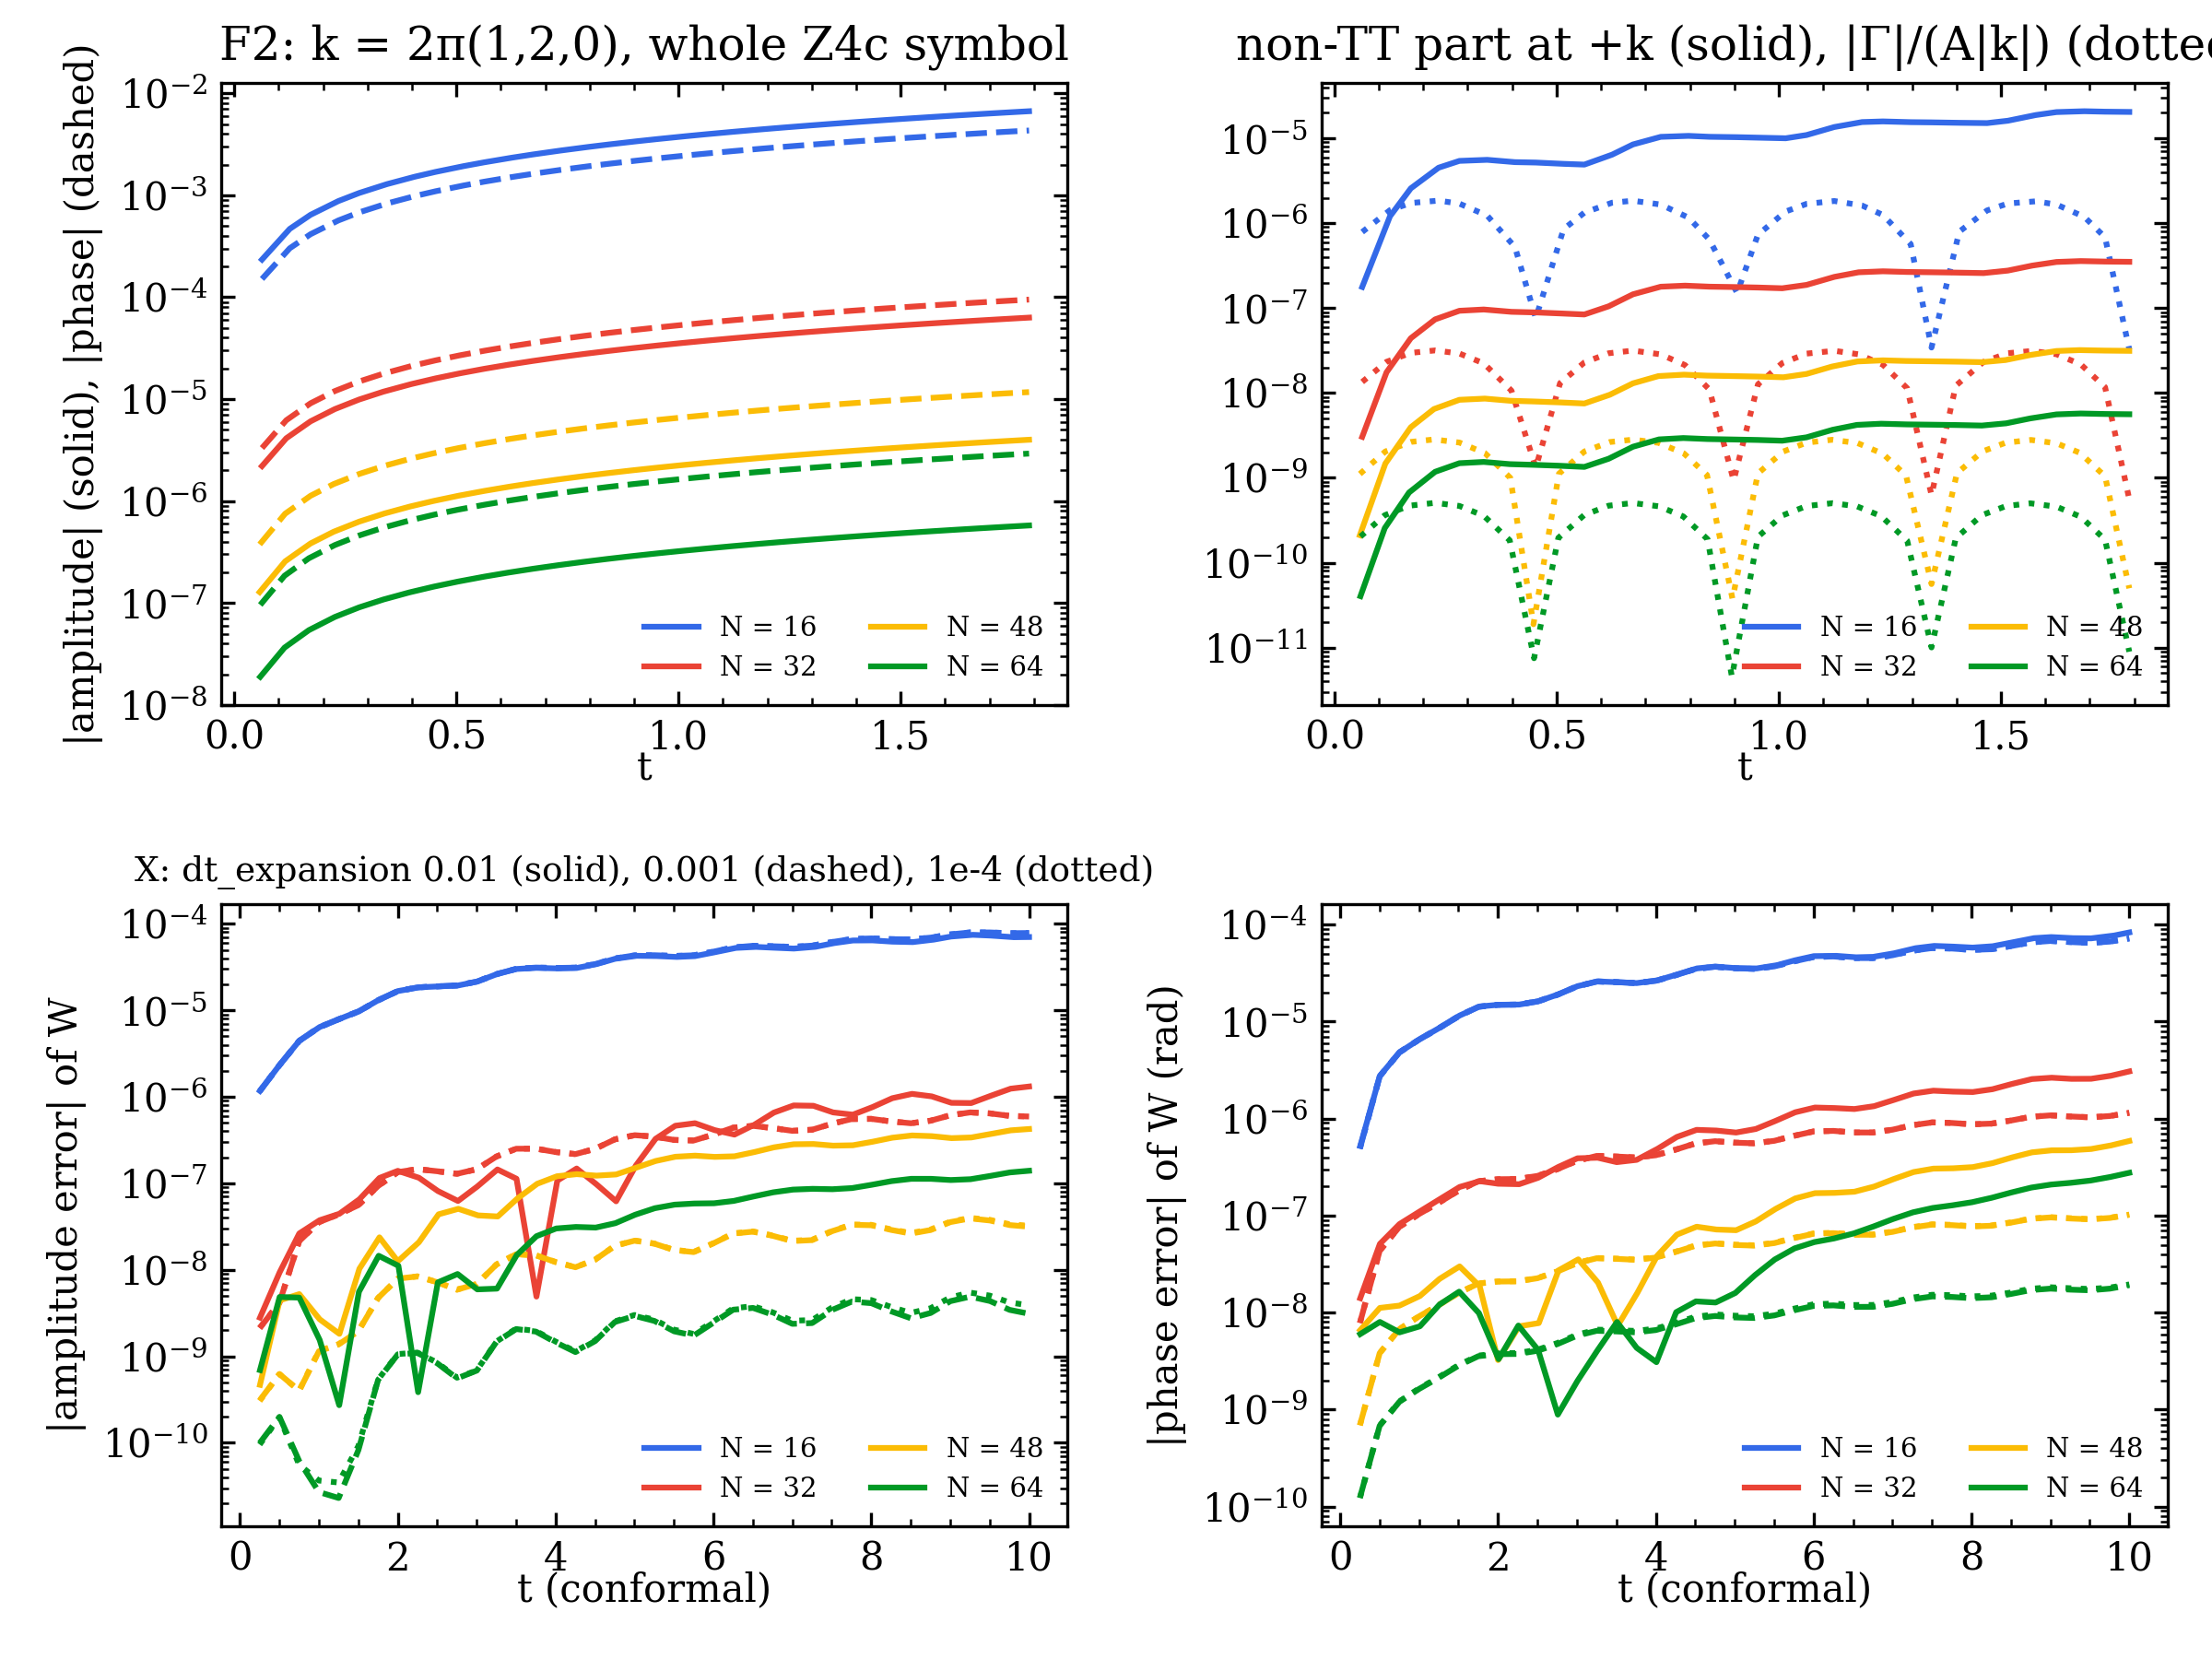 F2: k = 2π(1,2,0), whole Z4c symbol
|amplitude| (solid), |phase| (dashed)
10⁻²
10⁻³
10⁻⁴
10⁻⁵
10⁻⁶
10⁻⁷
10⁻⁸
N = 16
N = 48
N = 32
N = 64
0.0 0.5 1.0 1.5
t
non-TT part at +k (solid), |Γ|/(A|k|) (dotted
10⁻⁵
10⁻⁶
10⁻⁷
10⁻⁸
10⁻⁹
10⁻¹⁰
10⁻¹¹
N = 16
N = 48
N = 32
N = 64
0.0 0.5 1.0 1.5
t
X: dt_expansion 0.01 (solid), 0.001 (dashed), 1e-4 (dotted)
|amplitude error| of W
10⁻⁴
10⁻⁵
10⁻⁶
10⁻⁷
10⁻⁸
10⁻⁹
10⁻¹⁰
N = 16
N = 48
N = 32
N = 64
0 2 4 6 8 10
t (conformal)
|phase error| of W (rad)
10⁻⁴
10⁻⁵
10⁻⁶
10⁻⁷
10⁻⁸
10⁻⁹
10⁻¹⁰
N = 16
N = 48
N = 32
N = 64
0 2 4 6 8 10
t (conformal)